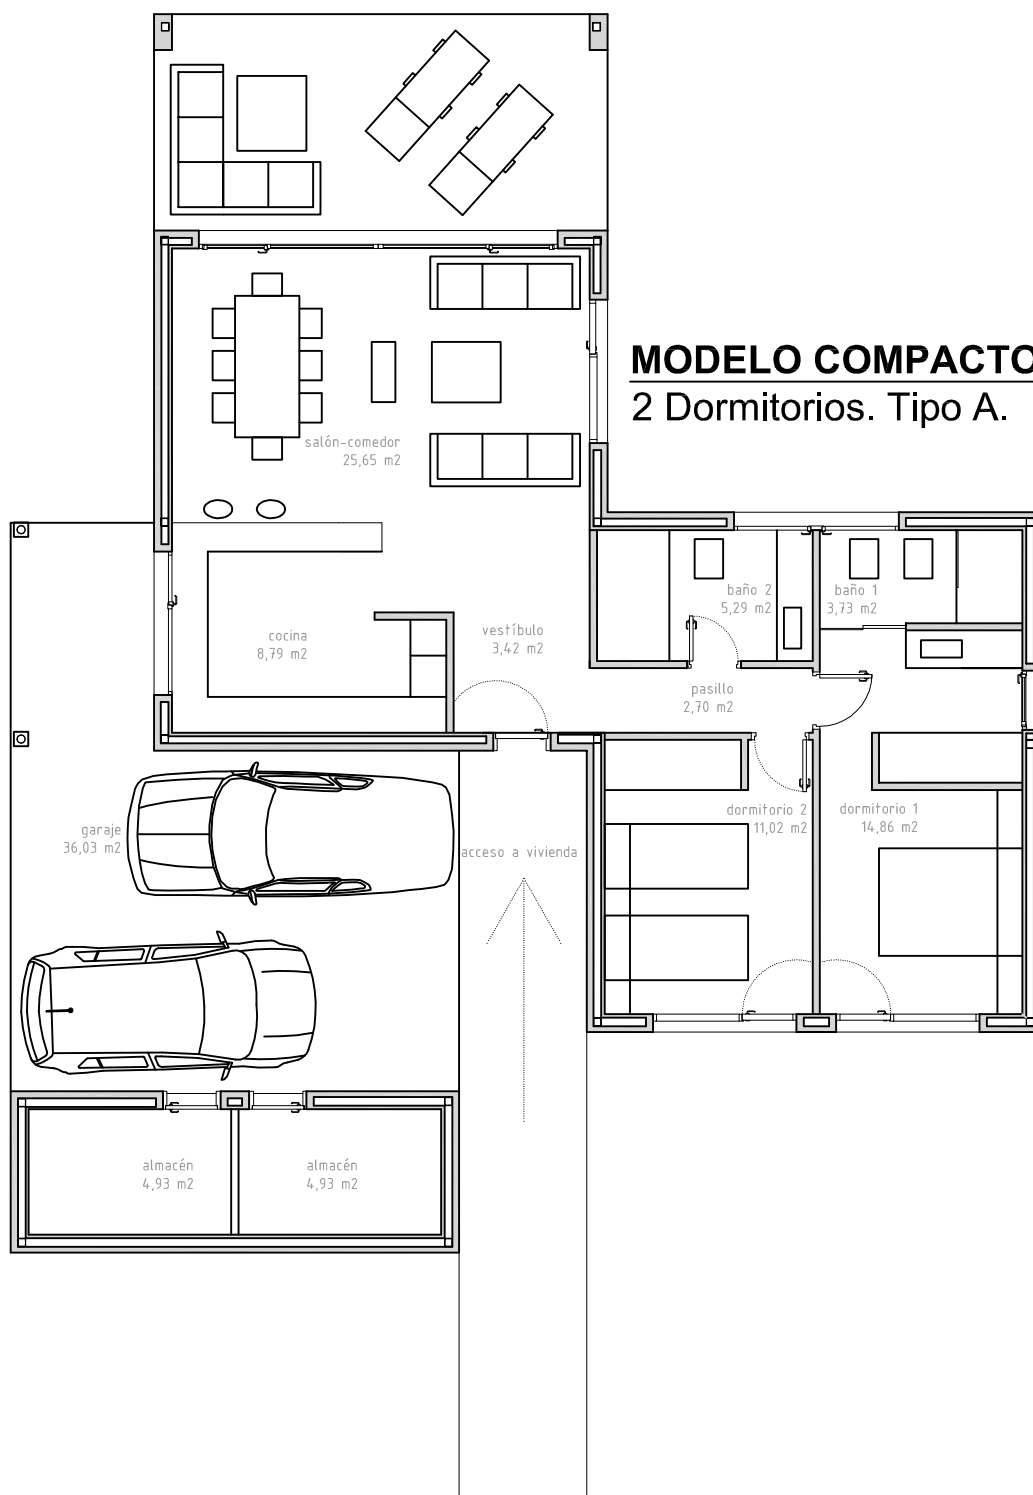 MODELO COMPACTO
2 Dormitorios. Tipo A.
salón-comedor
25,65 m2
baño 2
5,29 m2
baño 1
3,73 m2
cocina
8,79 m2
vestíbulo
3,42 m2
pasillo
2,70 m2
dormitorio 2
11,02 m2
dormitorio 1
14,86 m2
garaje
36,03 m2
acceso a vivienda
almacén
4,93 m2
almacén
4,93 m2